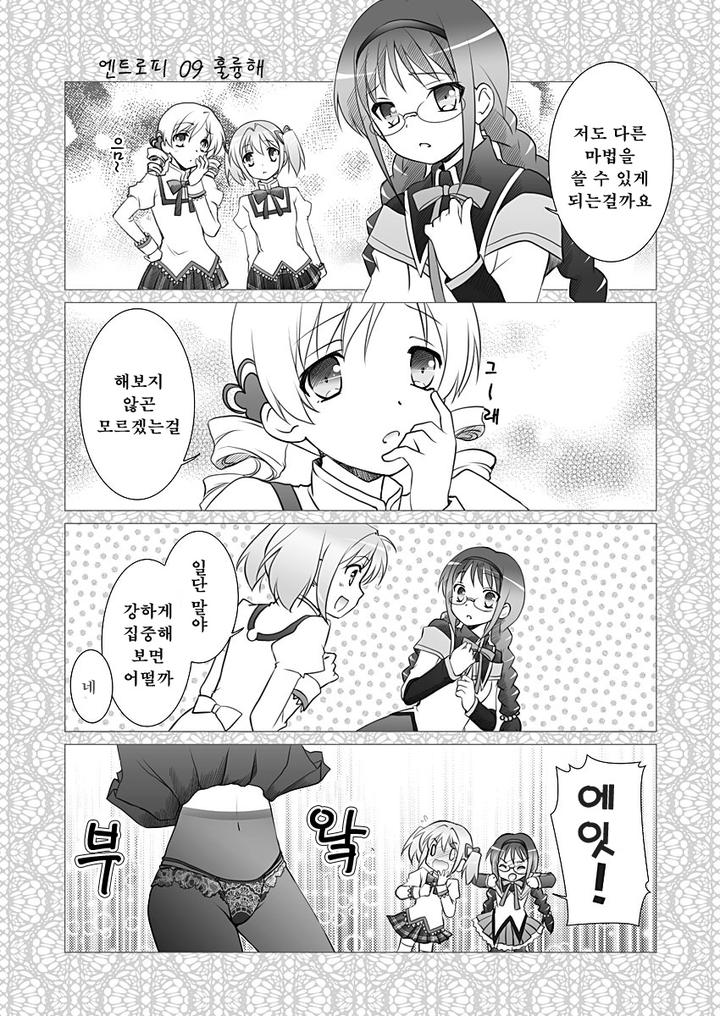 엔트로피 09 훌륭해
저도 다른
마법을
쓸 수 있게
되는걸까요
음~
그ㅡ래
해보지
않곤
모르겠는걸
일단 말야
강하게
집중해
보면
어떨까
네
에잇!
부
왁